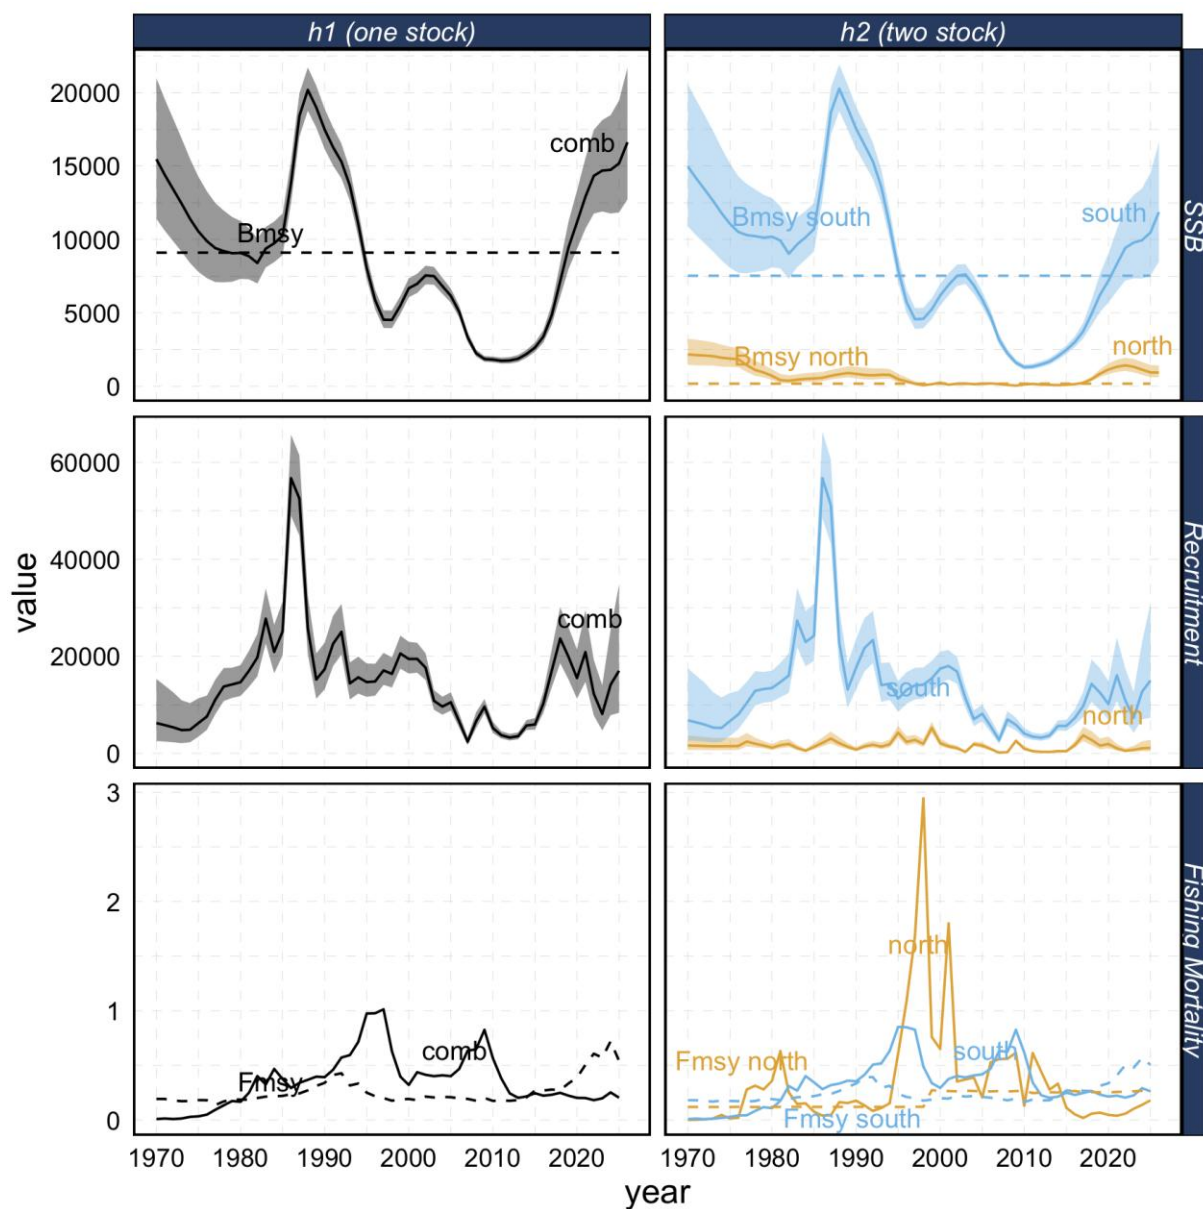 h1 (one stock)
h2 (two stock)
20000
15000
10000
5000
0
Bmsy
comb
Bmsy south
south
Bmsy north
north
SSB
60000
40000
20000
0
comb
south
north
Recruitment
value
3
2
1
0
Fmsy
comb
north
Fmsy north
south
Fmsy south
Fishing Mortality
1970 1980 1990 2000 2010 2020
1970 1980 1990 2000 2010 2020
year